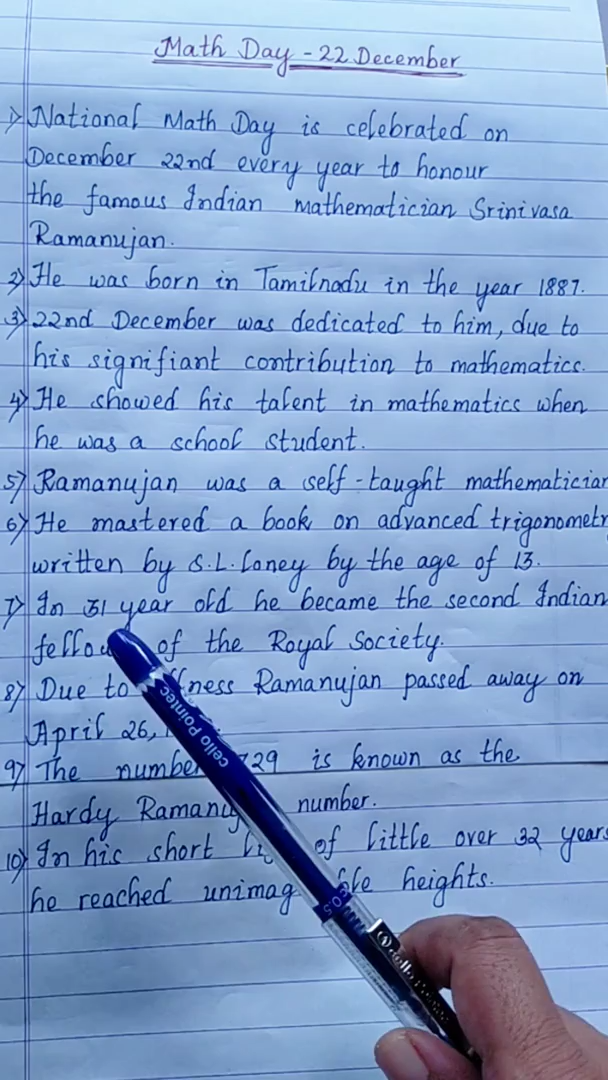 Math Day - 22 December
1) National Math Day is celebrated on
December 22nd every year to honour
the famous Indian mathematician Srinivasa
Ramanujan.
2) He was born in Tamilnadu in the year 1887.
3) 22nd December was dedicated to him, due to
his signifiant contribution to mathematics.
4) He showed his talent in mathematics when
he was a school student.
5) Ramanujan was a self-taught mathematician
6) He mastered a book on advanced trigonometr
written by S.L. Loney by the age of 13.
7) In 31 year old he became the second Indian
of the Royal Society.
8) Due to Ramanujan passed away on
April 26,
9) The number 729 is known as the
Hardy number.
10) In his short of little over 32 years
he reached heights.
cello Pointec